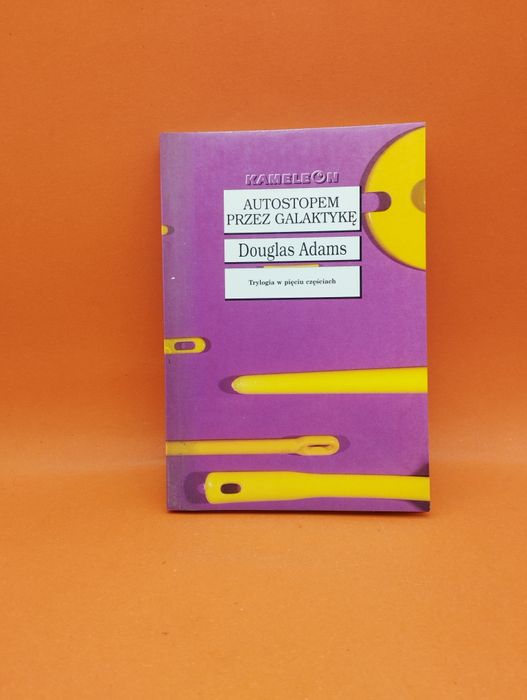 KAMELEON
AUTOSTOPEM
PRZEZ GALAKTYKĘ
Douglas Adams
Trylogia w pięciu częściach